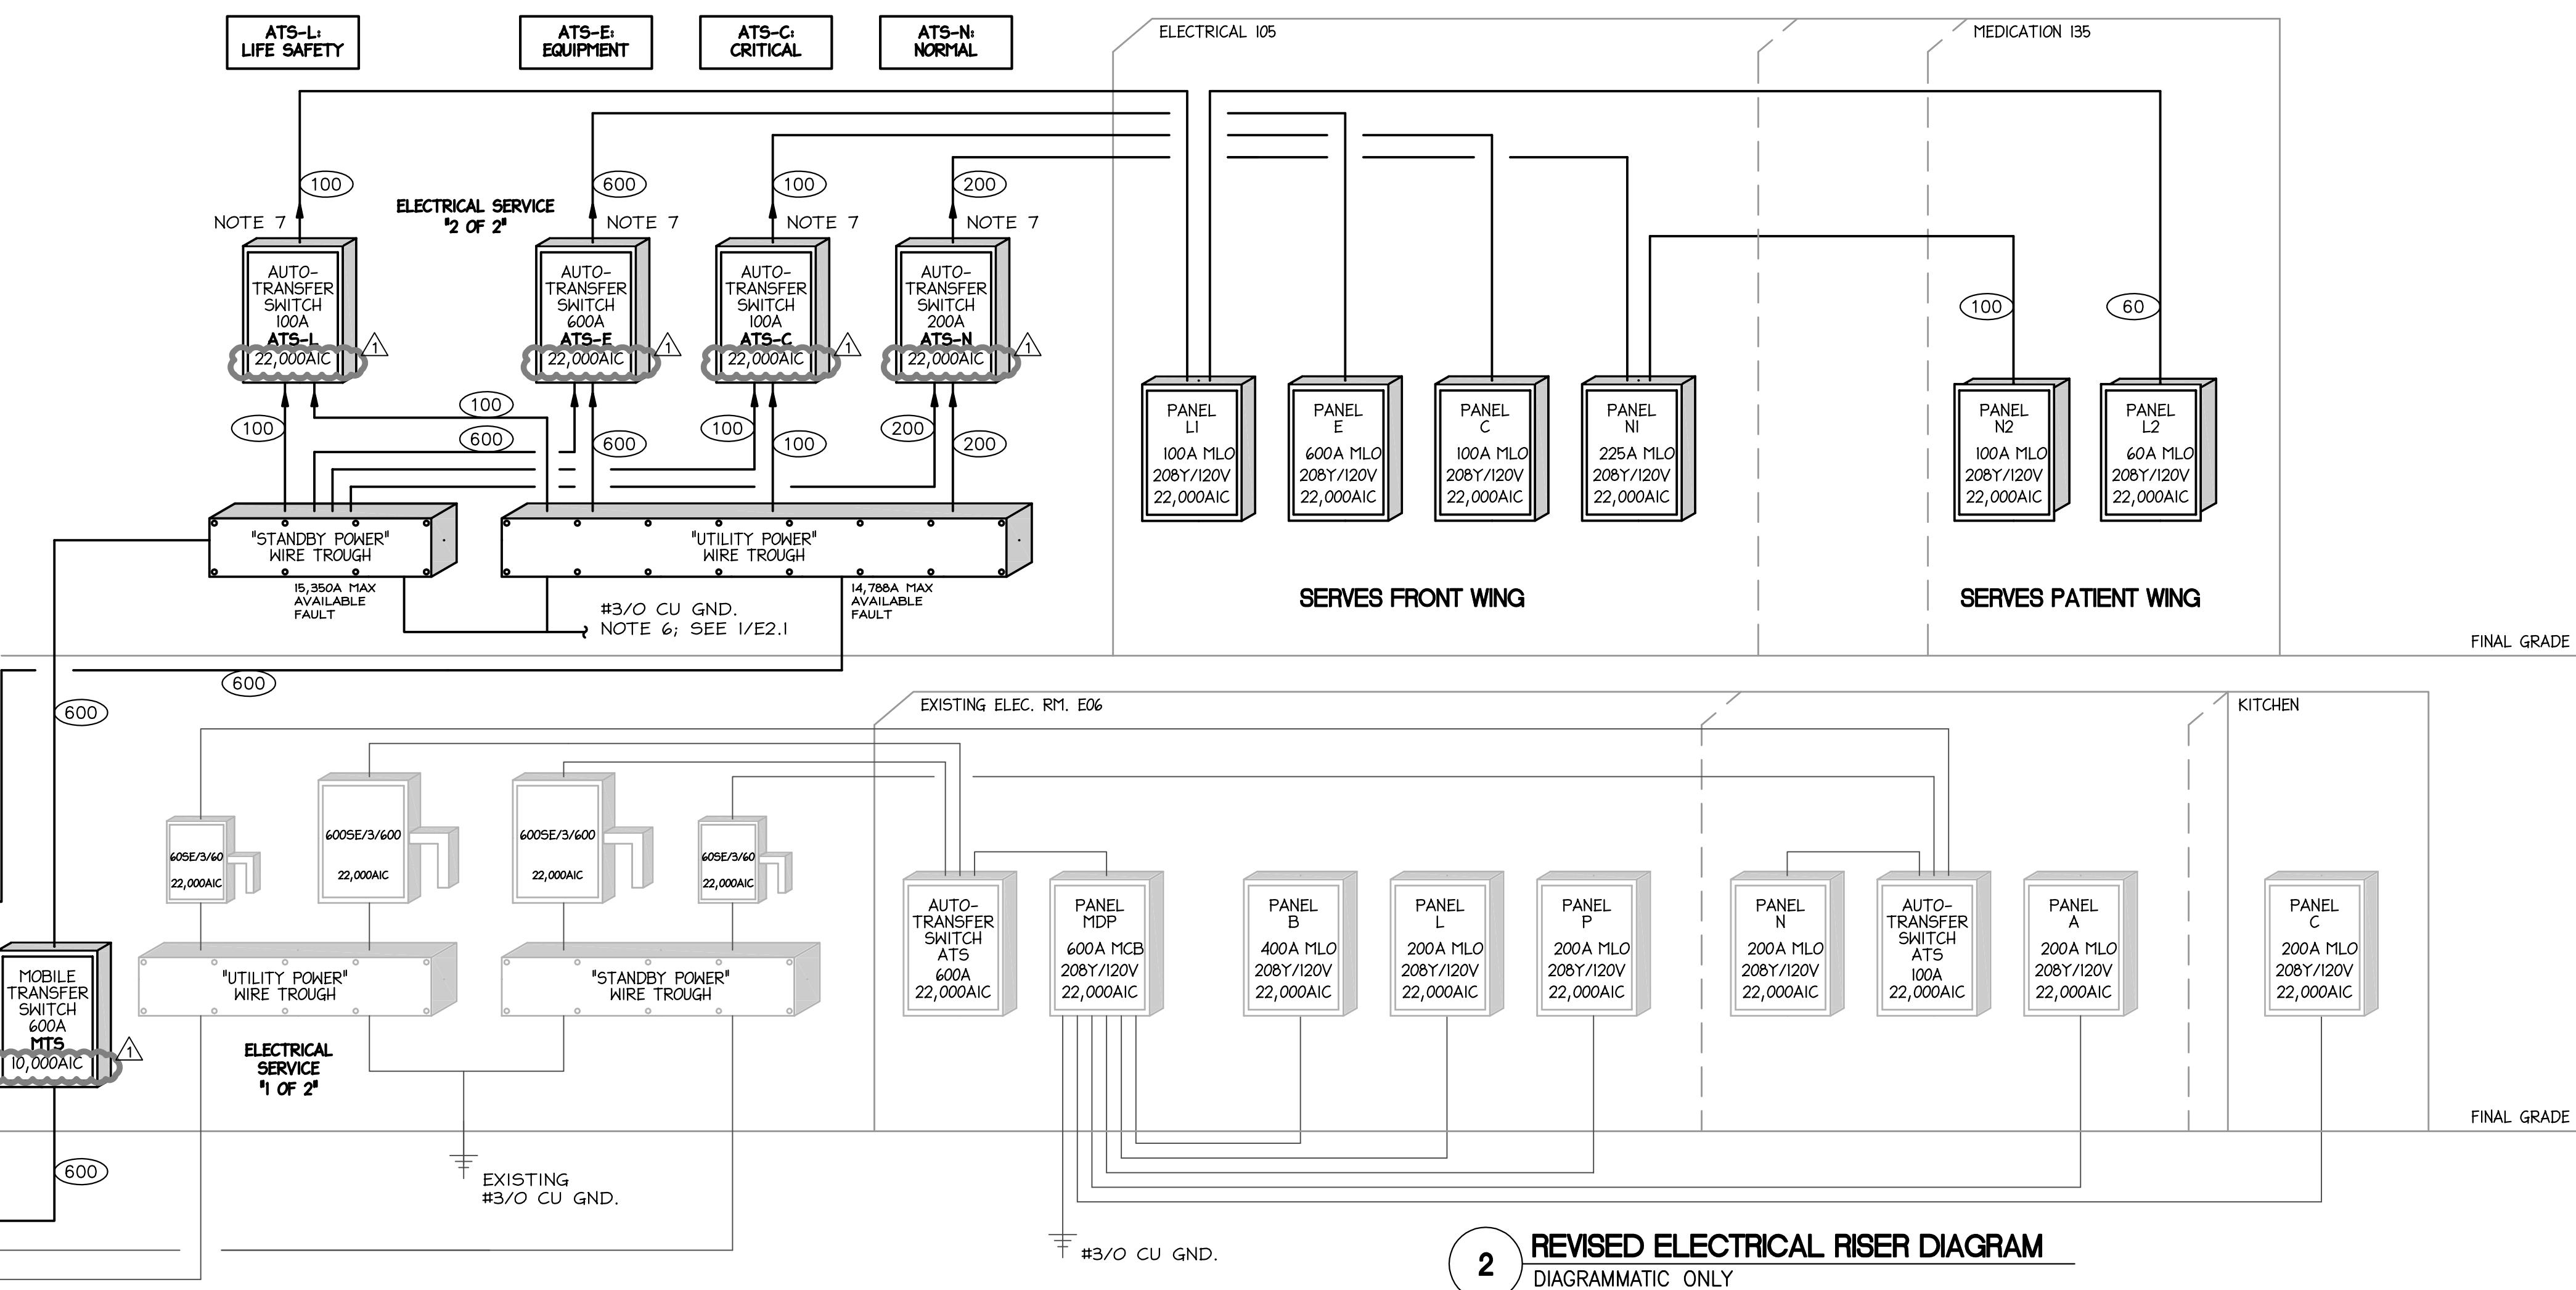 ATS-L:
LIFE SAFETY
ATS-E:
EQUIPMENT
ATS-C:
CRITICAL
ATS-N:
NORMAL
ELECTRICAL 105
MEDICATION 135
100
600
100
200
ELECTRICAL SERVICE
"2 OF 2"
NOTE 7
NOTE 7
NOTE 7
NOTE 7
AUTO-
TRANSFER
SWITCH
100A
ATS-L
22,000AIC
1
AUTO-
TRANSFER
SWITCH
600A
ATS-E
22,000AIC
1
AUTO-
TRANSFER
SWITCH
100A
ATS-C
22,000AIC
1
AUTO-
TRANSFER
SWITCH
200A
ATS-N
22,000AIC
1
100
60
100
100
600
600
100
100
200
200
PANEL
L1
100A MLO
208Y/120V
22,000AIC
PANEL
E
600A MLO
208Y/120V
22,000AIC
PANEL
C
100A MLO
208Y/120V
22,000AIC
PANEL
N1
225A MLO
208Y/120V
22,000AIC
PANEL
N2
100A MLO
208Y/120V
22,000AIC
PANEL
L2
60A MLO
208Y/120V
22,000AIC
"STANDBY POWER"
WIRE TROUGH
"UTILITY POWER"
WIRE TROUGH
15,350A MAX
AVAILABLE
FAULT
#3/0 CU GND.
NOTE 6; SEE 1/E2.1
14,788A MAX
AVAILABLE
FAULT
SERVES FRONT WING
SERVES PATIENT WING
FINAL GRADE
600
600
EXISTING ELEC. RM. E06
KITCHEN
60SE/3/60
22,000AIC
600SE/3/600
22,000AIC
600SE/3/600
22,000AIC
60SE/3/60
22,000AIC
AUTO-
TRANSFER
SWITCH
ATS
600A
22,000AIC
PANEL
MDP
600A MCB
208Y/120V
22,000AIC
PANEL
B
400A MLO
208Y/120V
22,000AIC
PANEL
L
200A MLO
208Y/120V
22,000AIC
PANEL
P
200A MLO
208Y/120V
22,000AIC
PANEL
N
200A MLO
208Y/120V
22,000AIC
AUTO-
TRANSFER
SWITCH
ATS
100A
22,000AIC
PANEL
A
200A MLO
208Y/120V
22,000AIC
PANEL
C
200A MLO
208Y/120V
22,000AIC
MOBILE
TRANSFER
SWITCH
600A
MTS
10,000AIC
1
"UTILITY POWER"
WIRE TROUGH
"STANDBY POWER"
WIRE TROUGH
ELECTRICAL
SERVICE
"1 OF 2"
FINAL GRADE
600
EXISTING
#3/0 CU GND.
#3/0 CU GND.
2
REVISED ELECTRICAL RISER DIAGRAM
DIAGRAMMATIC ONLY